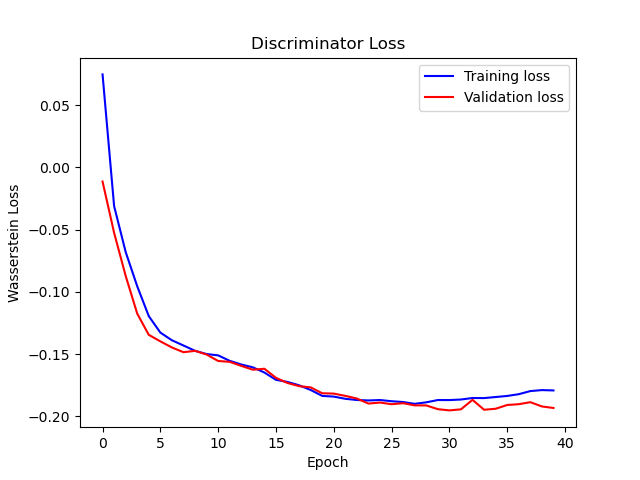 Discriminator Loss
Training loss
Validation loss
0.05
0.00
−0.05
−0.10
−0.15
−0.20
Wasserstein Loss
0 5 10 15 20 25 30 35 40
Epoch